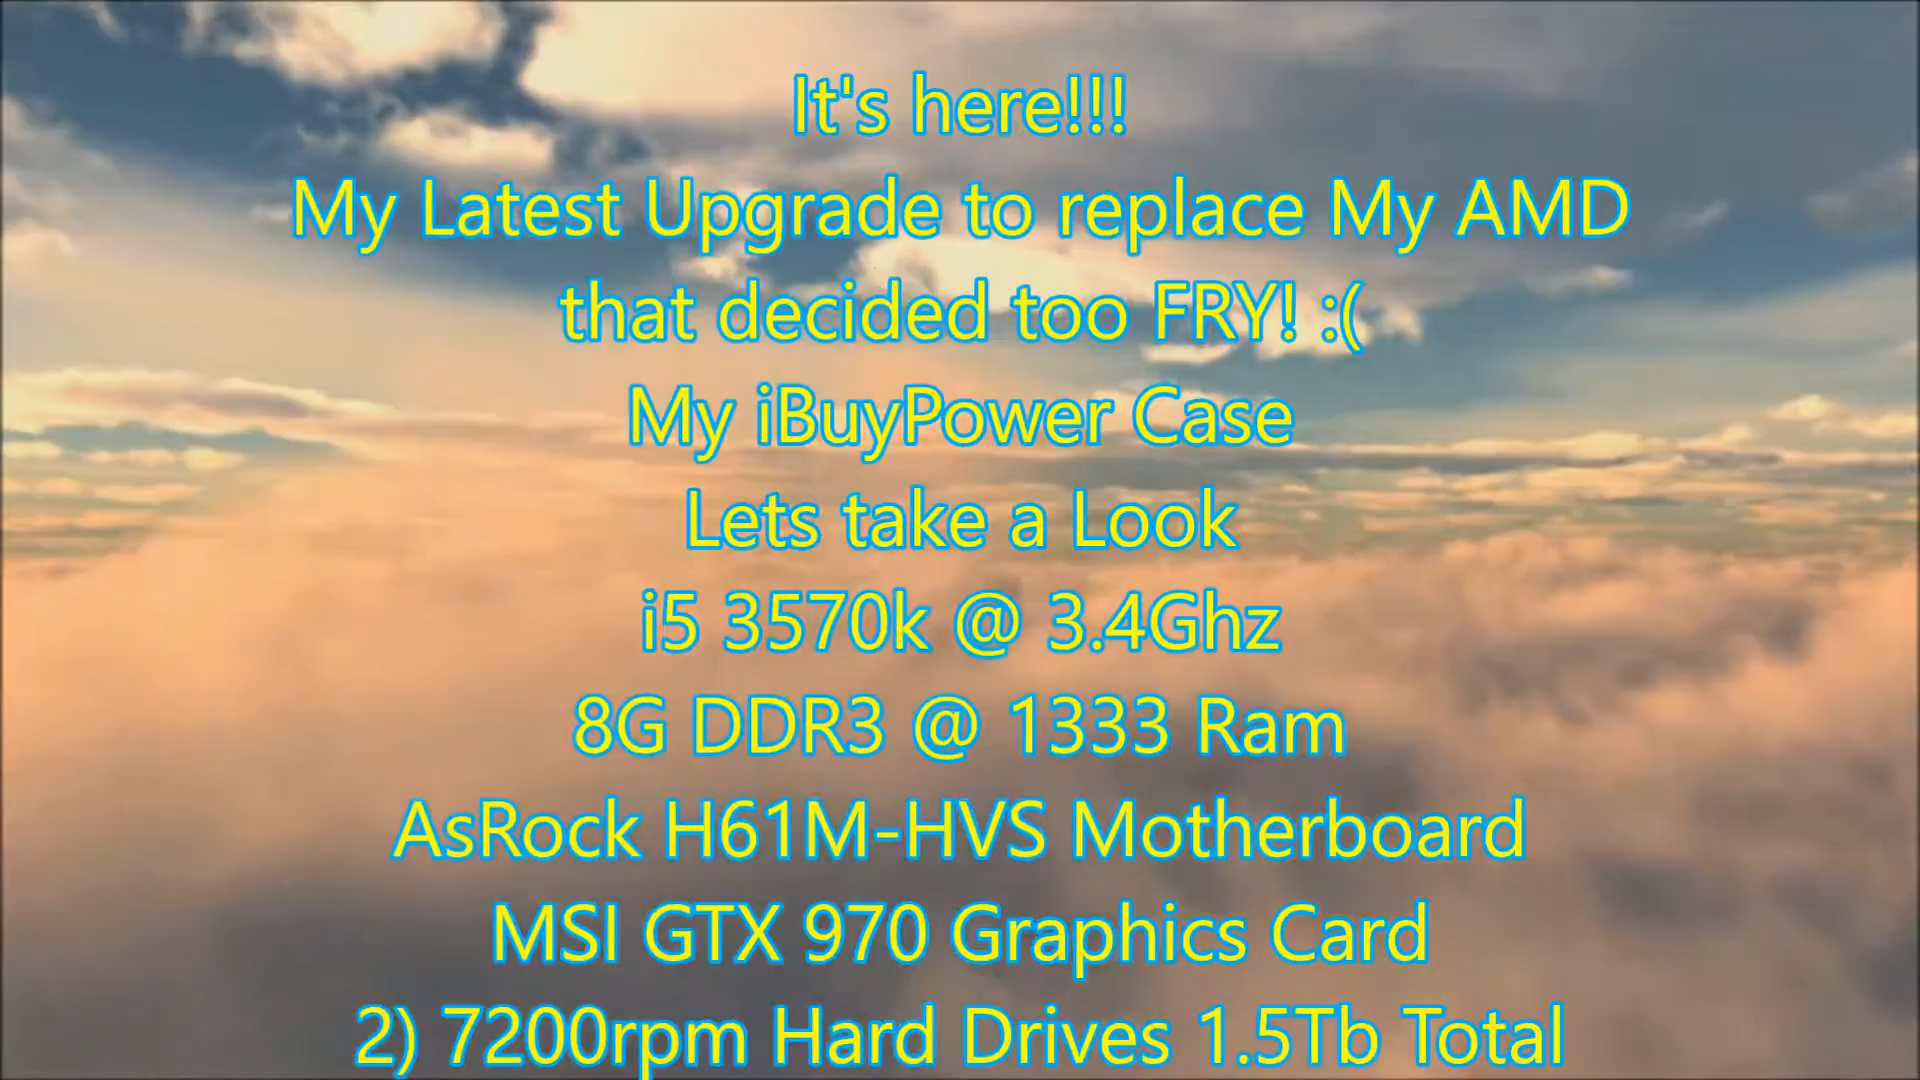 It's here!!!
My Latest Upgrade to replace My AMD
that decided too FRY! :(
My iBuyPower Case
Lets take a Look
i5 3570k @ 3.4Ghz
8G DDR3 @ 1333 Ram
AsRock H61M-HVS Motherboard
MSI GTX 970 Graphics Card
2) 7200rpm Hard Drives 1.5Tb Total